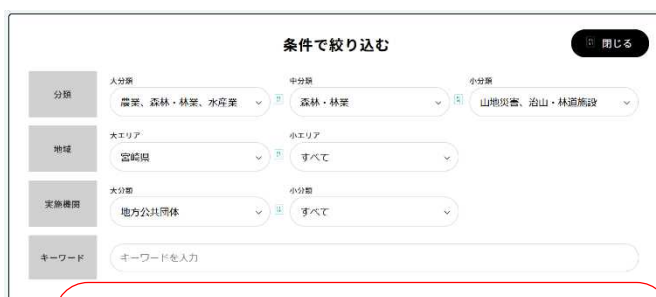 条件で絞り込む
閉じる
分類
大分類
農業、森林・林業、水産業
中分類
森林・林業
小分類
山地災害、治山・林道施設
地域
大エリア
宮崎県
小エリア
すべて
実施機関
大分類
地方公共団体
小分類
すべて
キーワード
キーワードを入力